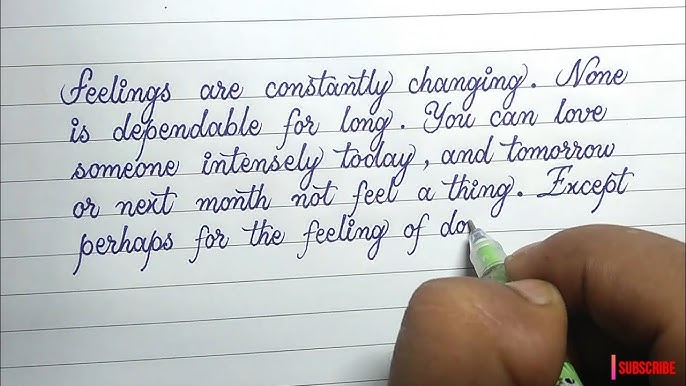 Feelings are constantly changing. None
is dependable for long. You can love
someone intensely today, and tomorrow
or next month not feel a thing. Except
perhaps for the feeling of do
SUBSCRIBE